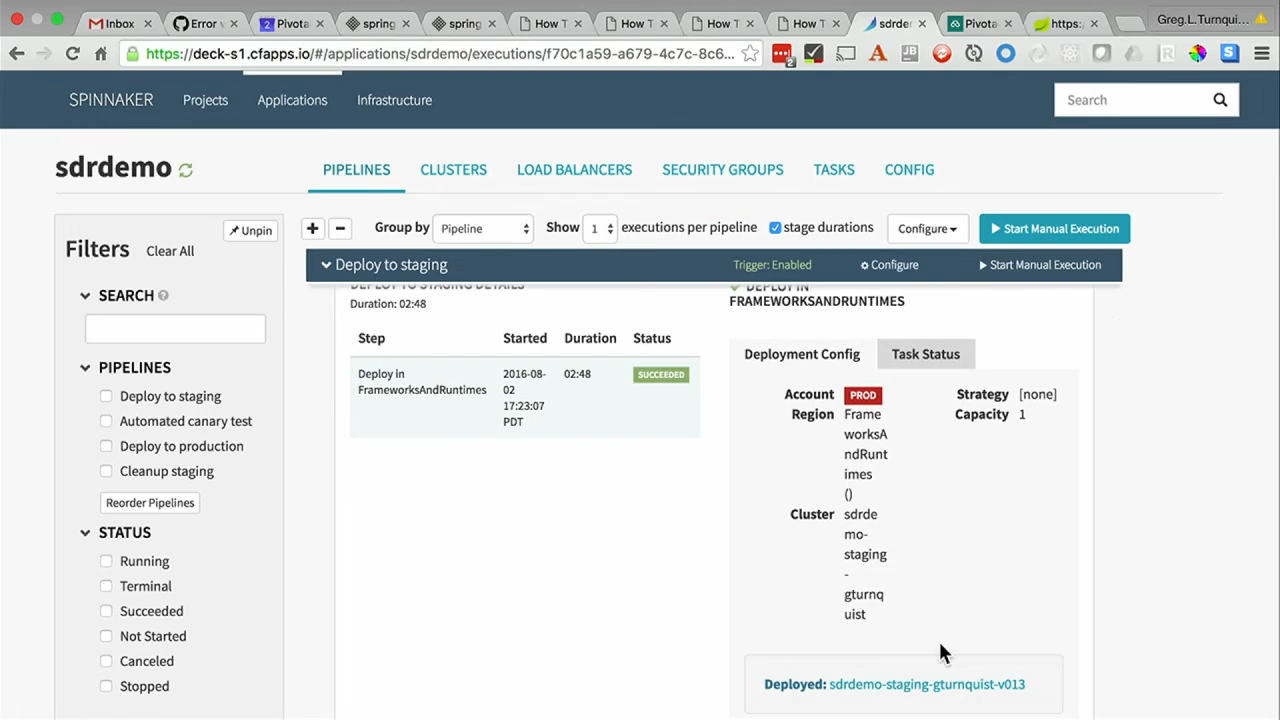 Inbox
Error
Pivota
spring
spring
How T
How T
How T
How T
sdrde
Pivota
https:
Greg.L.Turnqui...
https://deck-s1.cfapps.io/#/applications/sdrdemo/executions/f70c1a59-a679-4c7c-8c6...
SPINNAKER
Projects
Applications
Infrastructure
Search
sdrdemo
PIPELINES
CLUSTERS
LOAD BALANCERS
SECURITY GROUPS
TASKS
CONFIG
Unpin
Filters
Clear All
SEARCH
PIPELINES
Deploy to staging
Automated canary test
Deploy to production
Cleanup staging
Reorder Pipelines
STATUS
Running
Terminal
Succeeded
Not Started
Canceled
Stopped
+ - Group by Pipeline Show 1 executions per pipeline stage durations Configure Start Manual Execution
Deploy to staging Trigger: Enabled Configure Start Manual Execution
DEPLOY TO STAGING DETAILS
Duration: 02:48
Step Started Duration Status
Deploy in
FrameworksAndRuntimes
2016-08-
02
17:23:07
PDT
02:48
SUCCEEDED
DEPLOY IN
FRAMEWORKSANDRUNTIMES
Deployment Config
Task Status
Account PROD
Region Frame
worksA
ndRunt
imes
()
Cluster sdrde
mo-
staging
-
gturnq
uist
Strategy [none]
Capacity 1
Deployed: sdrdemo-staging-gturnquist-v013